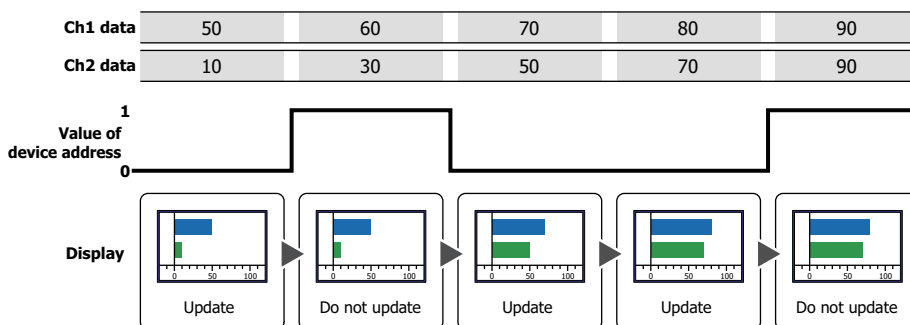 Ch1 data 50 60 70 80 90
Ch2 data 10 30 50 70 90
1
Value of
device address
0
Display
0 50 100 0 50 100 0 50 100 0 50 100 0 50 100
Update Do not update Update Update Do not update